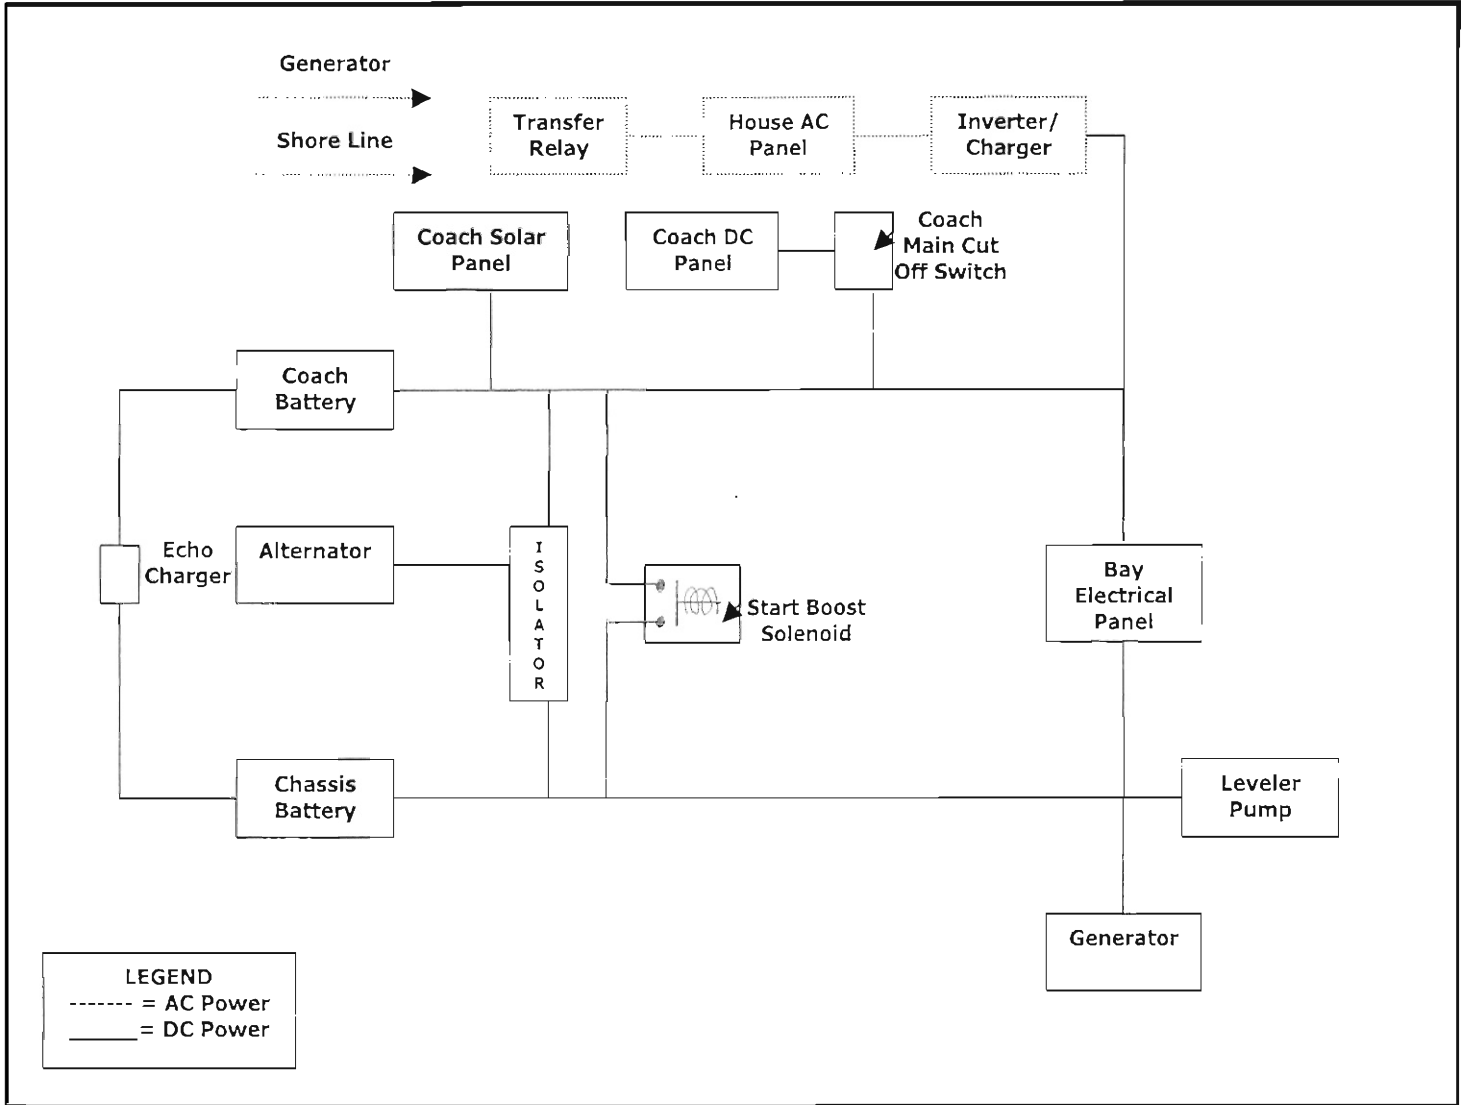 Generator
Shore Line
Transfer
Relay
House AC
Panel
Inverter/
Charger
Coach Solar
Panel
Coach DC
Panel
Coach
Main Cut
Off Switch
Coach
Battery
Echo
Charger
Alternator
I
S
O
L
A
T
O
R
Start Boost
Solenoid
Bay
Electrical
Panel
Chassis
Battery
Leveler
Pump
Generator
LEGEND
------- = AC Power
_______ = DC Power